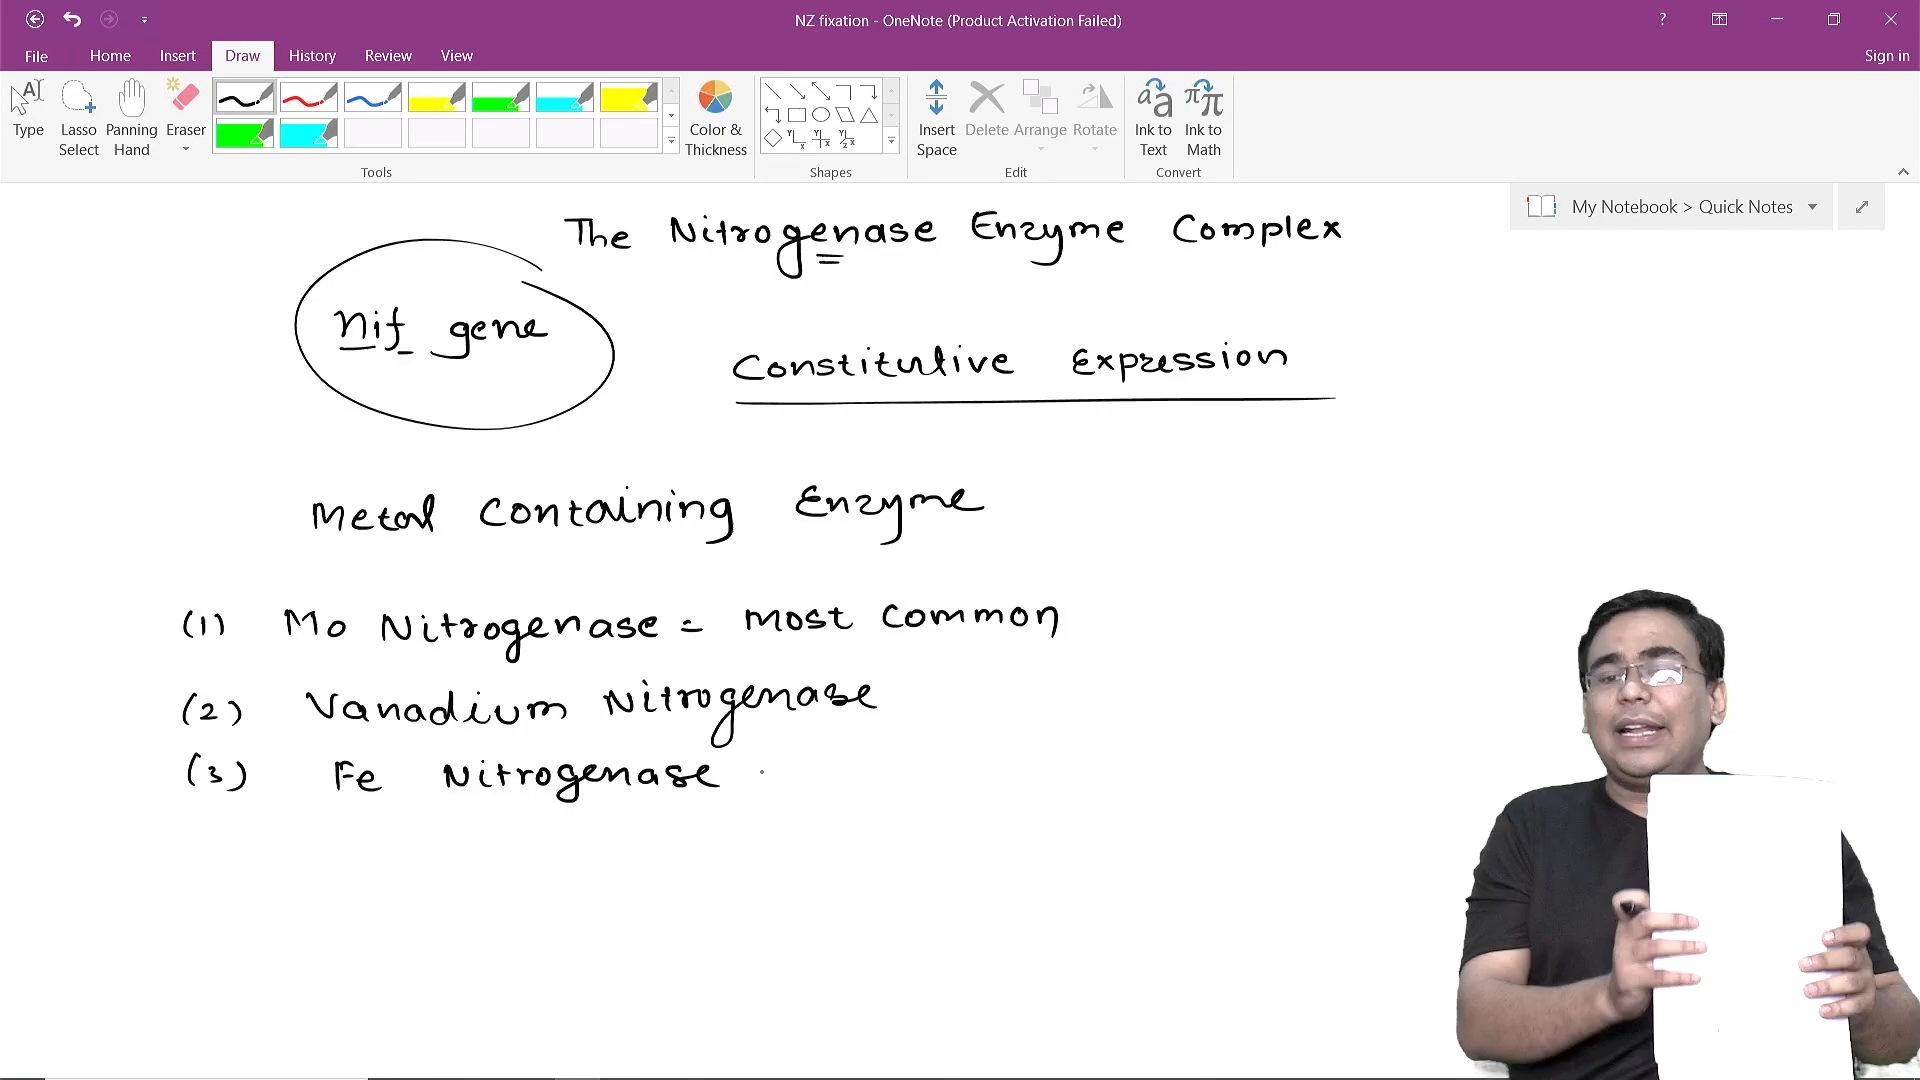 NZ fixation - OneNote (Product Activation Failed)
?
File Home Insert Draw History Review View
Sign in
Type
Lasso Select
Panning Hand
Eraser
Color & Thickness
Insert Space
Delete
Arrange
Rotate
Ink to Text
Ink to Math
Tools
Shapes
Edit
Convert
My Notebook > Quick Notes
The Nitrogenase Enzyme Complex
Nif gene
Constitutive Expression
Metal Containing Enzyme
(1) Mo Nitrogenase = most Common
(2) Vanadium Nitrogenase
(3) Fe Nitrogenase